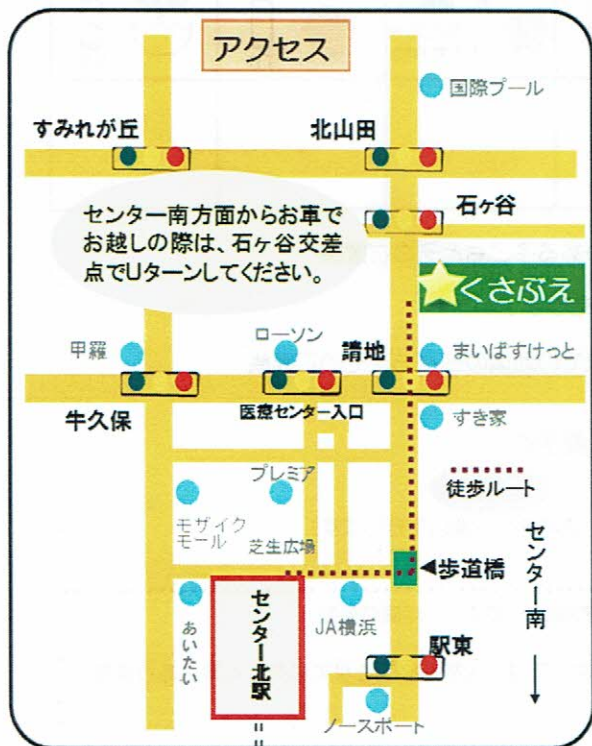 アクセス
国際プール
すみれが丘
北山田
センター南方面からお車で
お越しの際は、石ヶ谷交差
点でUターンしてください。
石ヶ谷
くさぶえ
甲羅
ローソン
請地
まいばすけっと
牛久保
医療センター入口
すき家
プレミア
徒歩ルート
モザイク
モール
芝生広場
センター南
歩道橋
あいたい
センター北駅
JA横浜
駅東
ノースポート